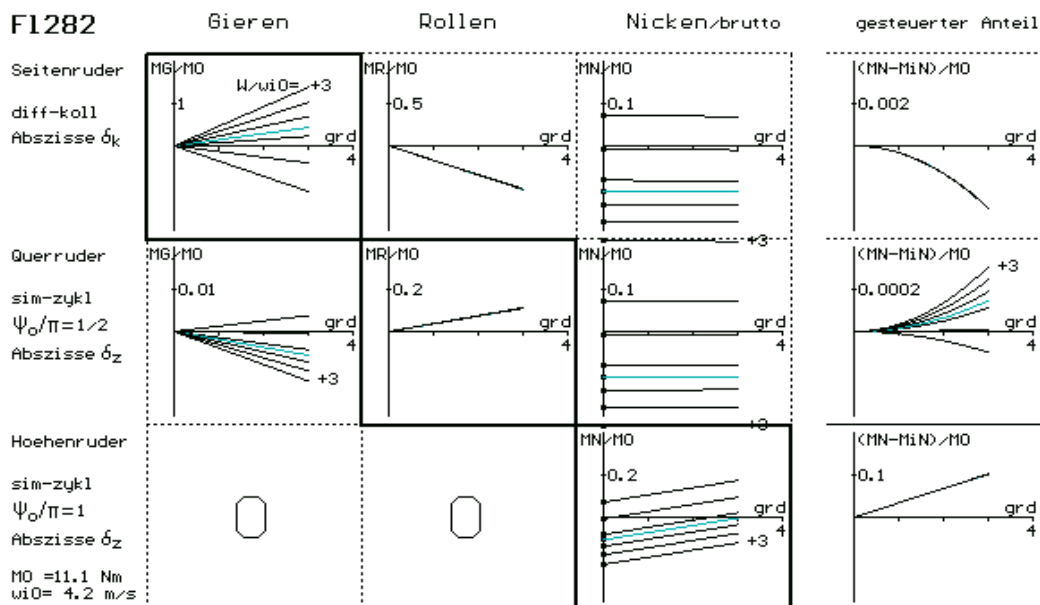 F1282 Gieren Rollen Nicken/brutto gesteuerter Anteil
Seitenruder MG/MO W/wi0= +3 MR/MO MN/MO (MN-MiN)/MO
diff-koll 1 0.5 0.1 0.002
Abszisse δk grd grd grd grd
4 4 4 4
+3
Querruder MG/MO MR/MO MN/MO (MN-MiN)/MO
+3
sim-zykl 0.01 0.2 0.1 0.0002
Ψo/π=1/2 grd grd grd grd
Abszisse δz 4 4 4 4
+3
+3
Hoehenruder MN/MO (MN-MiN)/MO
sim-zykl 0.2 0.1
Ψo/π=1 grd grd
Abszisse δz 0 0 +3 4 4
MO =11.1 Nm
wi0= 4.2 m/s